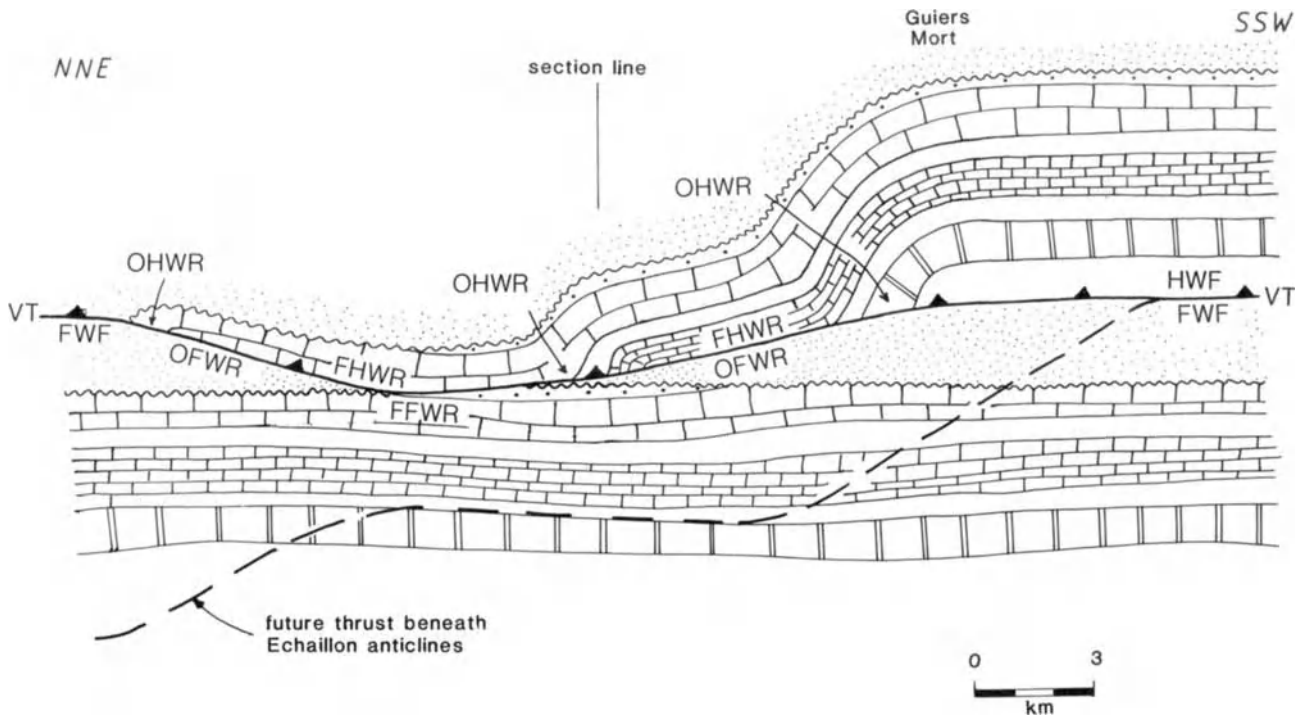 Guiers
Mort
SSW
NNE
section line
OHWR
OHWR
OHWR
VT
FWF
OFWR
FHWR
FFWR
FHWR
OFWR
HWF
FWF
VT
future thrust beneath
Echaillon anticlines
0 3
km